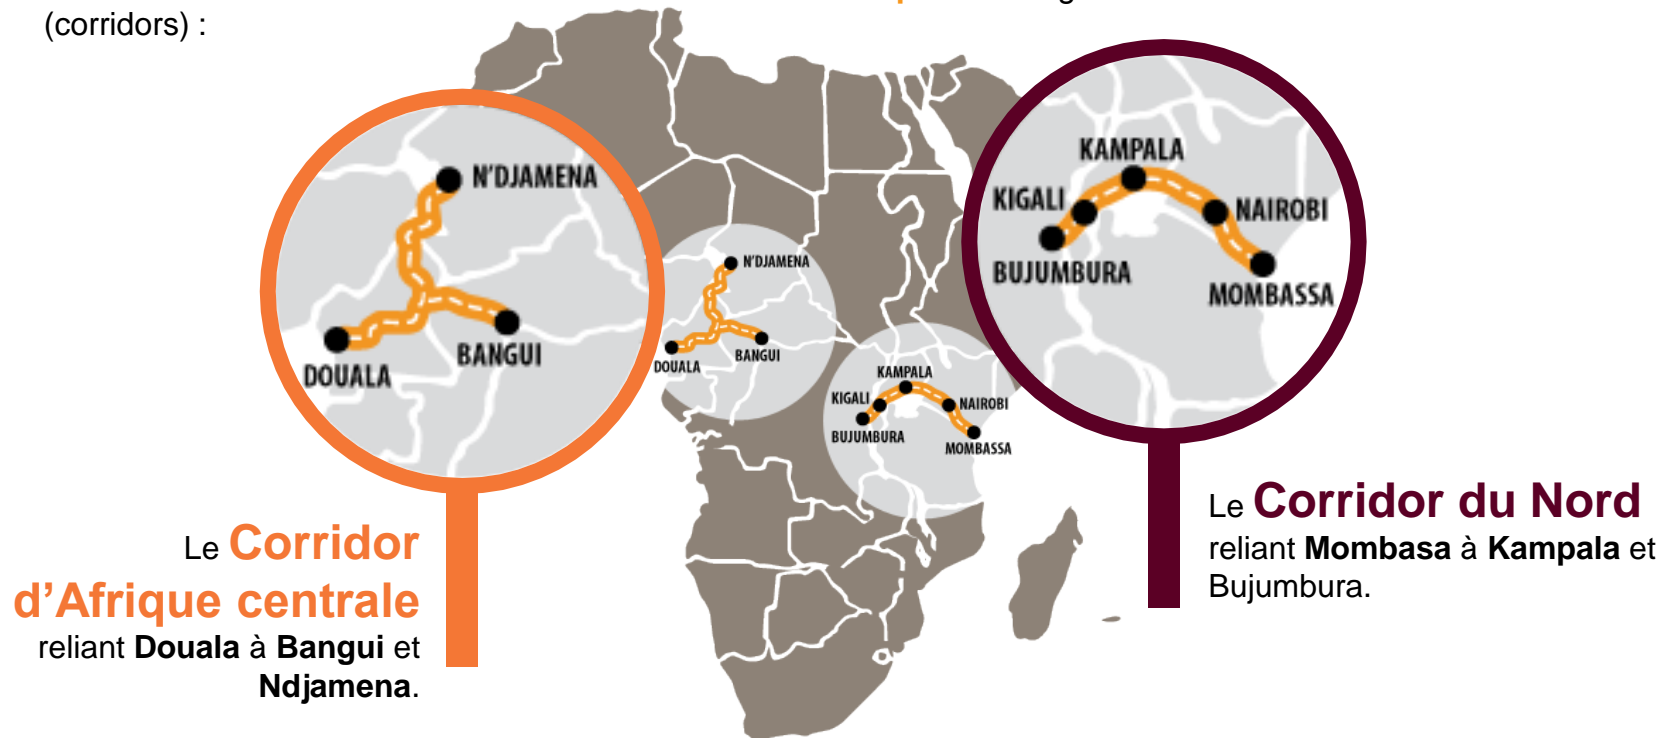 (corridors) :
N'DJAMENA
DOUALA
BANGUI
KAMPALA
KIGALI
NAIROBI
BUJUMBURA
MOMBASSA
N'DJAMENA
DOUALA
BANGUI
KAMPALA
KIGALI
NAIROBI
BUJUMBURA
MOMBASSA
Le Corridor
d’Afrique centrale
reliant Douala à Bangui et
Ndjamena.
Le Corridor du Nord
reliant Mombasa à Kampala et
Bujumbura.